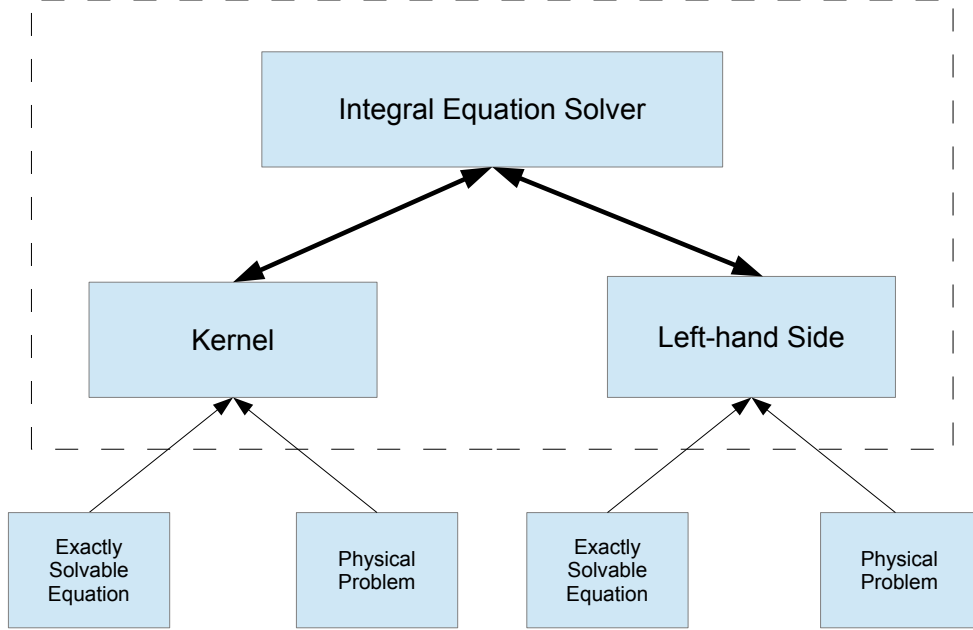 Integral Equation Solver
Kernel
Left-hand Side
Exactly
Solvable
Equation
Physical
Problem
Exactly
Solvable
Equation
Physical
Problem